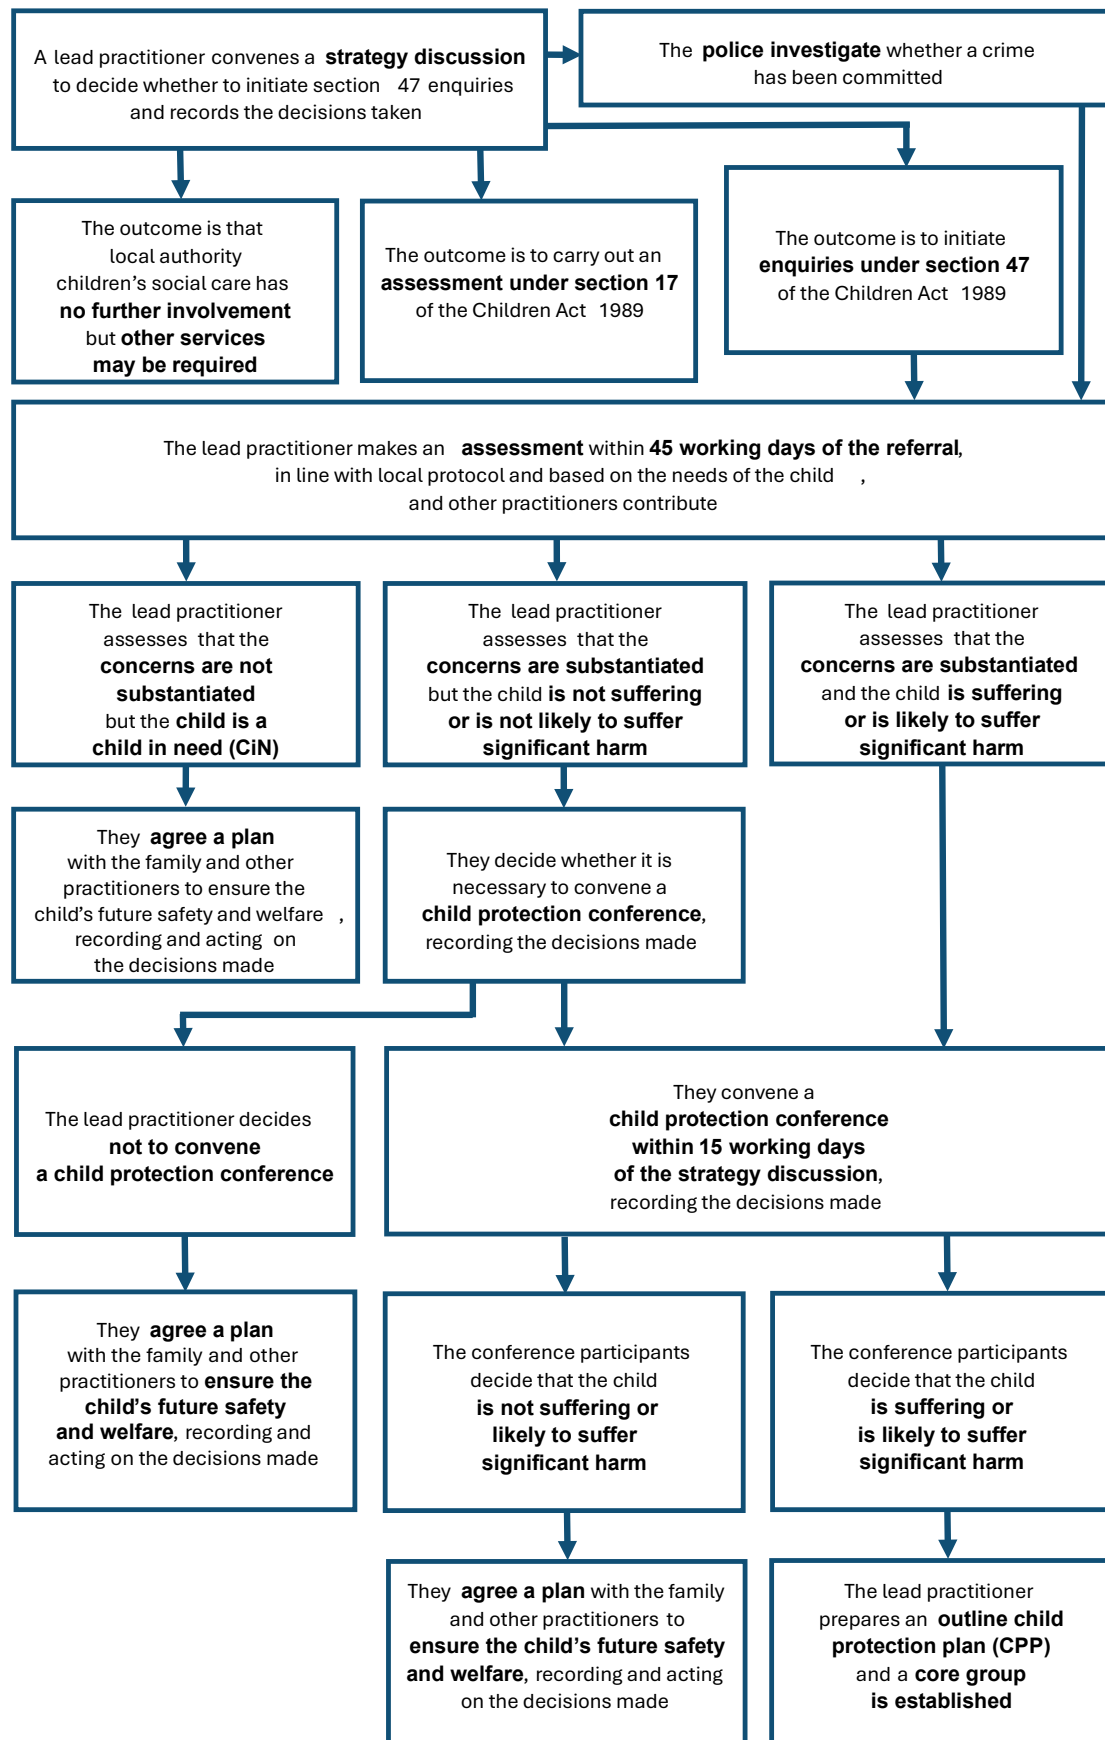 A lead practitioner convenes a strategy discussion
to decide whether to initiate section 47 enquiries
and records the decisions taken
The police investigate whether a crime
has been committed
The outcome is that
local authority
children’s social care has
no further involvement
but other services
may be required
The outcome is to carry out an
assessment under section 17
of the Children Act 1989
The outcome is to initiate
enquiries under section 47
of the Children Act 1989
The lead practitioner makes an assessment within 45 working days of the referral,
in line with local protocol and based on the needs of the child ,
and other practitioners contribute
The lead practitioner
assesses that the
concerns are not
substantiated
but the child is a
child in need (CiN)
The lead practitioner
assesses that the
concerns are substantiated
but the child is not suffering
or is not likely to suffer
significant harm
The lead practitioner
assesses that the
concerns are substantiated
and the child is suffering
or is likely to suffer
significant harm
They agree a plan
with the family and other
practitioners to ensure the
child’s future safety and welfare ,
recording and acting on
the decisions made
They decide whether it is
necessary to convene a
child protection conference,
recording the decisions made
The lead practitioner decides
not to convene
a child protection conference
They convene a
child protection conference
within 15 working days
of the strategy discussion,
recording the decisions made
They agree a plan
with the family and other
practitioners to ensure the
child’s future safety
and welfare, recording and
acting on the decisions made
The conference participants
decide that the child
is not suffering or
likely to suffer
significant harm
The conference participants
decide that the child
is suffering or
is likely to suffer
significant harm
They agree a plan with the family
and other practitioners to
ensure the child’s future safety
and welfare, recording and acting
on the decisions made
The lead practitioner
prepares an outline child
protection plan (CPP)
and a core group
is established